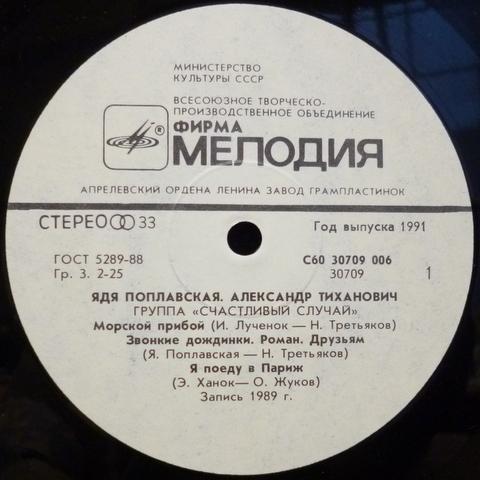 МИНИСТЕРСТВО
КУЛЬТУРЫ СССР
ВСЕСОЮЗНОЕ ТВОРЧЕСКО-
ПРОИЗВОДСТВЕННОЕ ОБЪЕДИНЕНИЕ
ФИРМА
МЕЛОДИЯ
АПРЕЛЕВСКИЙ ОРДЕНА ЛЕНИНА ЗАВОД ГРАМПЛАСТИНОК
СТЕРЕО 33
Год выпуска 1991
ГОСТ 5289-88
С60 30709 006
Гр. 3. 2-25
30709
1
ЯДЯ ПОПЛАВСКАЯ. АЛЕКСАНДР ТИХАНОВИЧ
ГРУППА «СЧАСТЛИВЫЙ СЛУЧАЙ»
Морской прибой (И. Лученок — Н. Третьяков)
Звонкие дождинки. Роман. Друзьям
(Я. Поплавская — Н. Третьяков)
Я поеду в Париж
(Э. Ханок— О. Жуков)
Запись 1989 г.